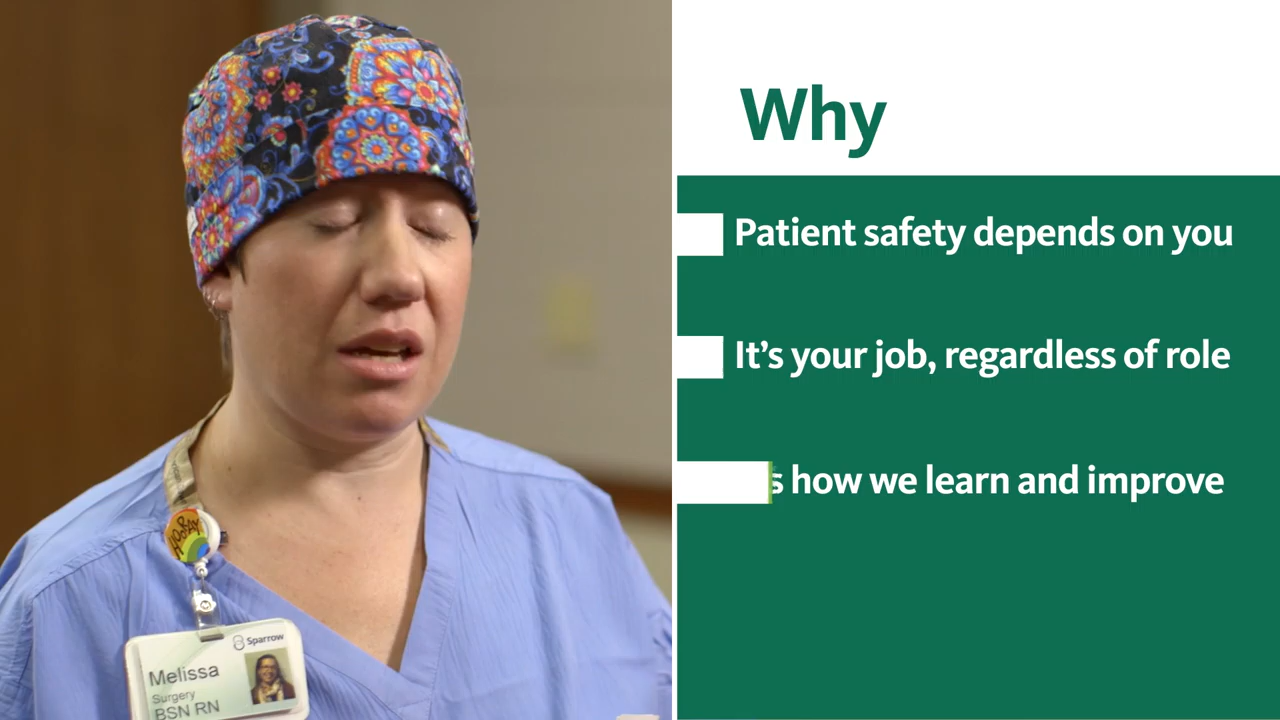 Why
Patient safety depends on you
It’s your job, regardless of role
s how we learn and improve
HOORAY
Sparrow
Melissa
Surgery
BSN RN